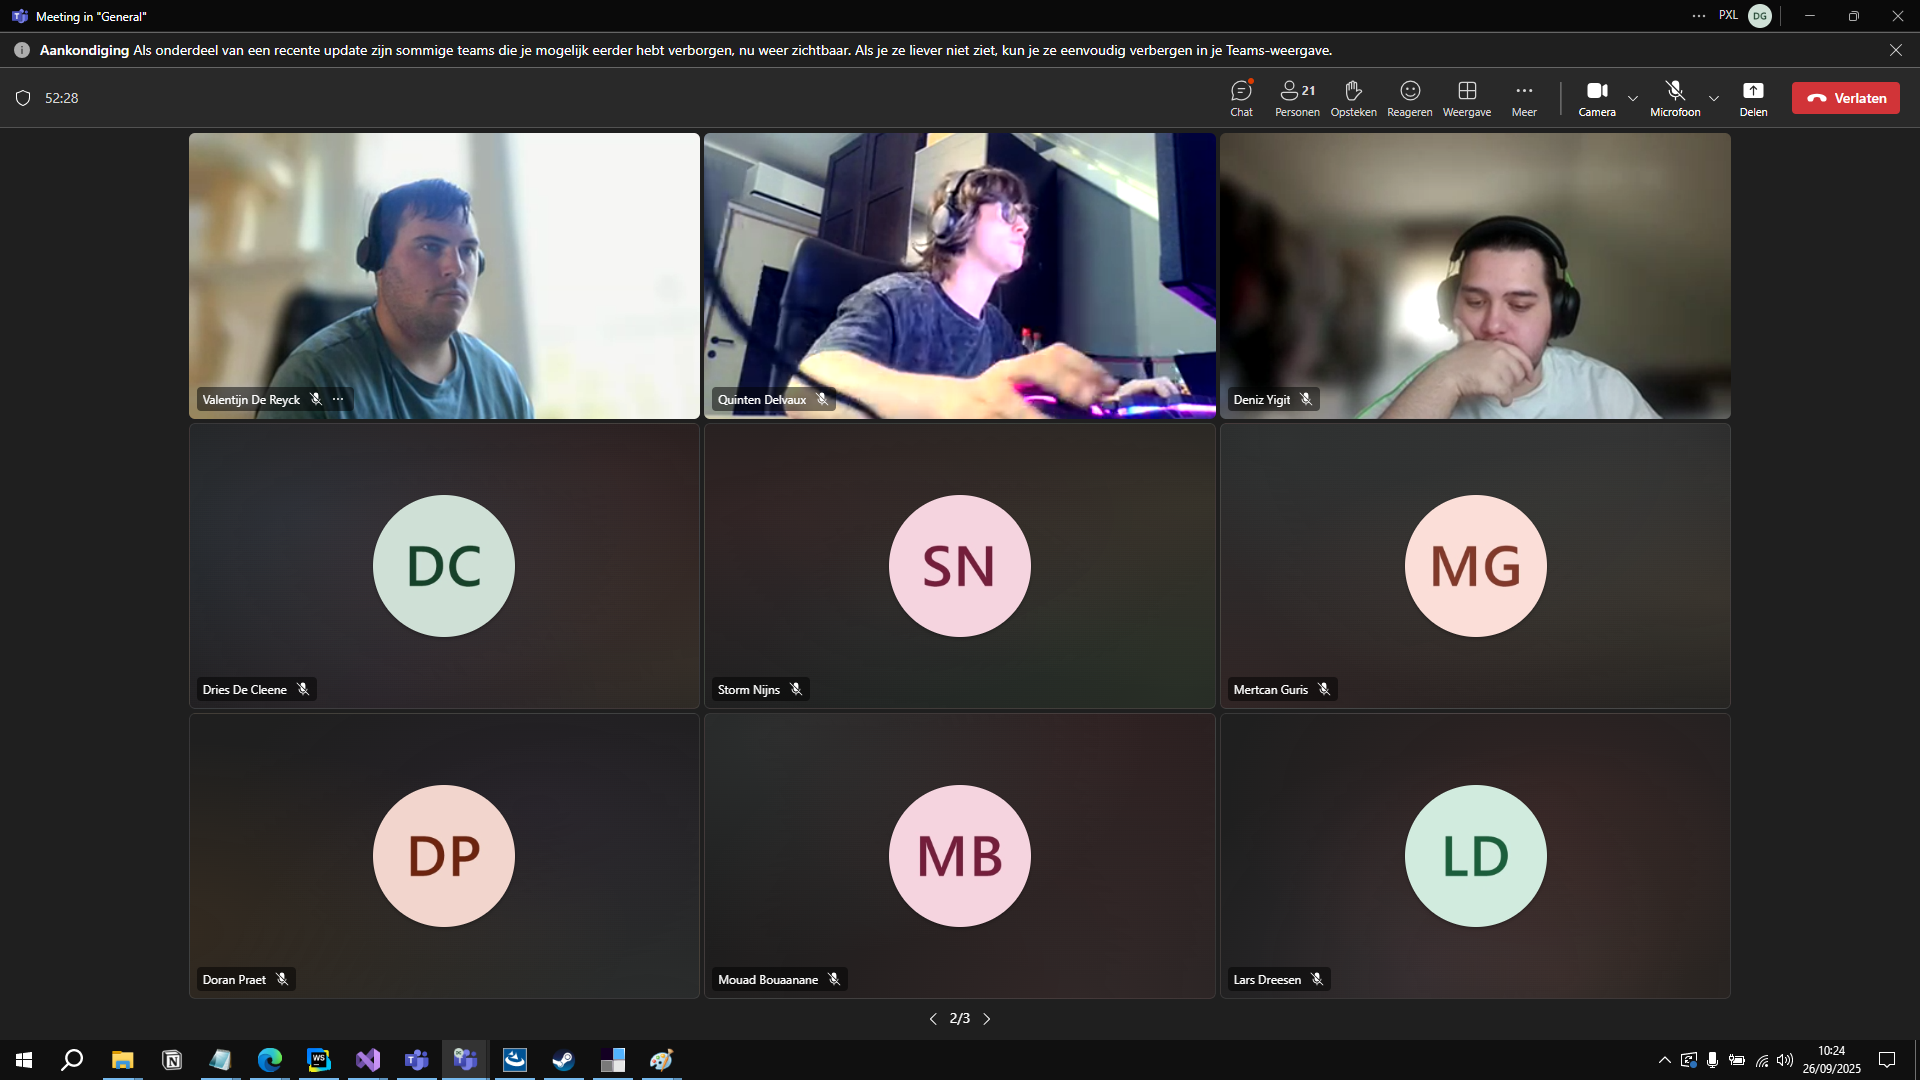 Meeting in "General"
PXL
DG
Aankondiging Als onderdeel van een recente update zijn sommige teams die je mogelijk eerder hebt verborgen, nu weer zichtbaar. Als je ze liever niet ziet, kun je ze eenvoudig verbergen in je Teams-weergave.
52:28
21
Chat Personen Opsteken Reageren Weergave Meer Camera Microfoon Delen Verlaten
Valentijn De Reyck
Quinten Delvaux
Deniz Yigit
DC
SN
MG
Dries De Cleene
Storm Nijns
Mertcan Guris
DP
MB
LD
Doran Praet
Mouad Bouaanane
Lars Dreesen
2/3
WS
10:24
26/09/2025